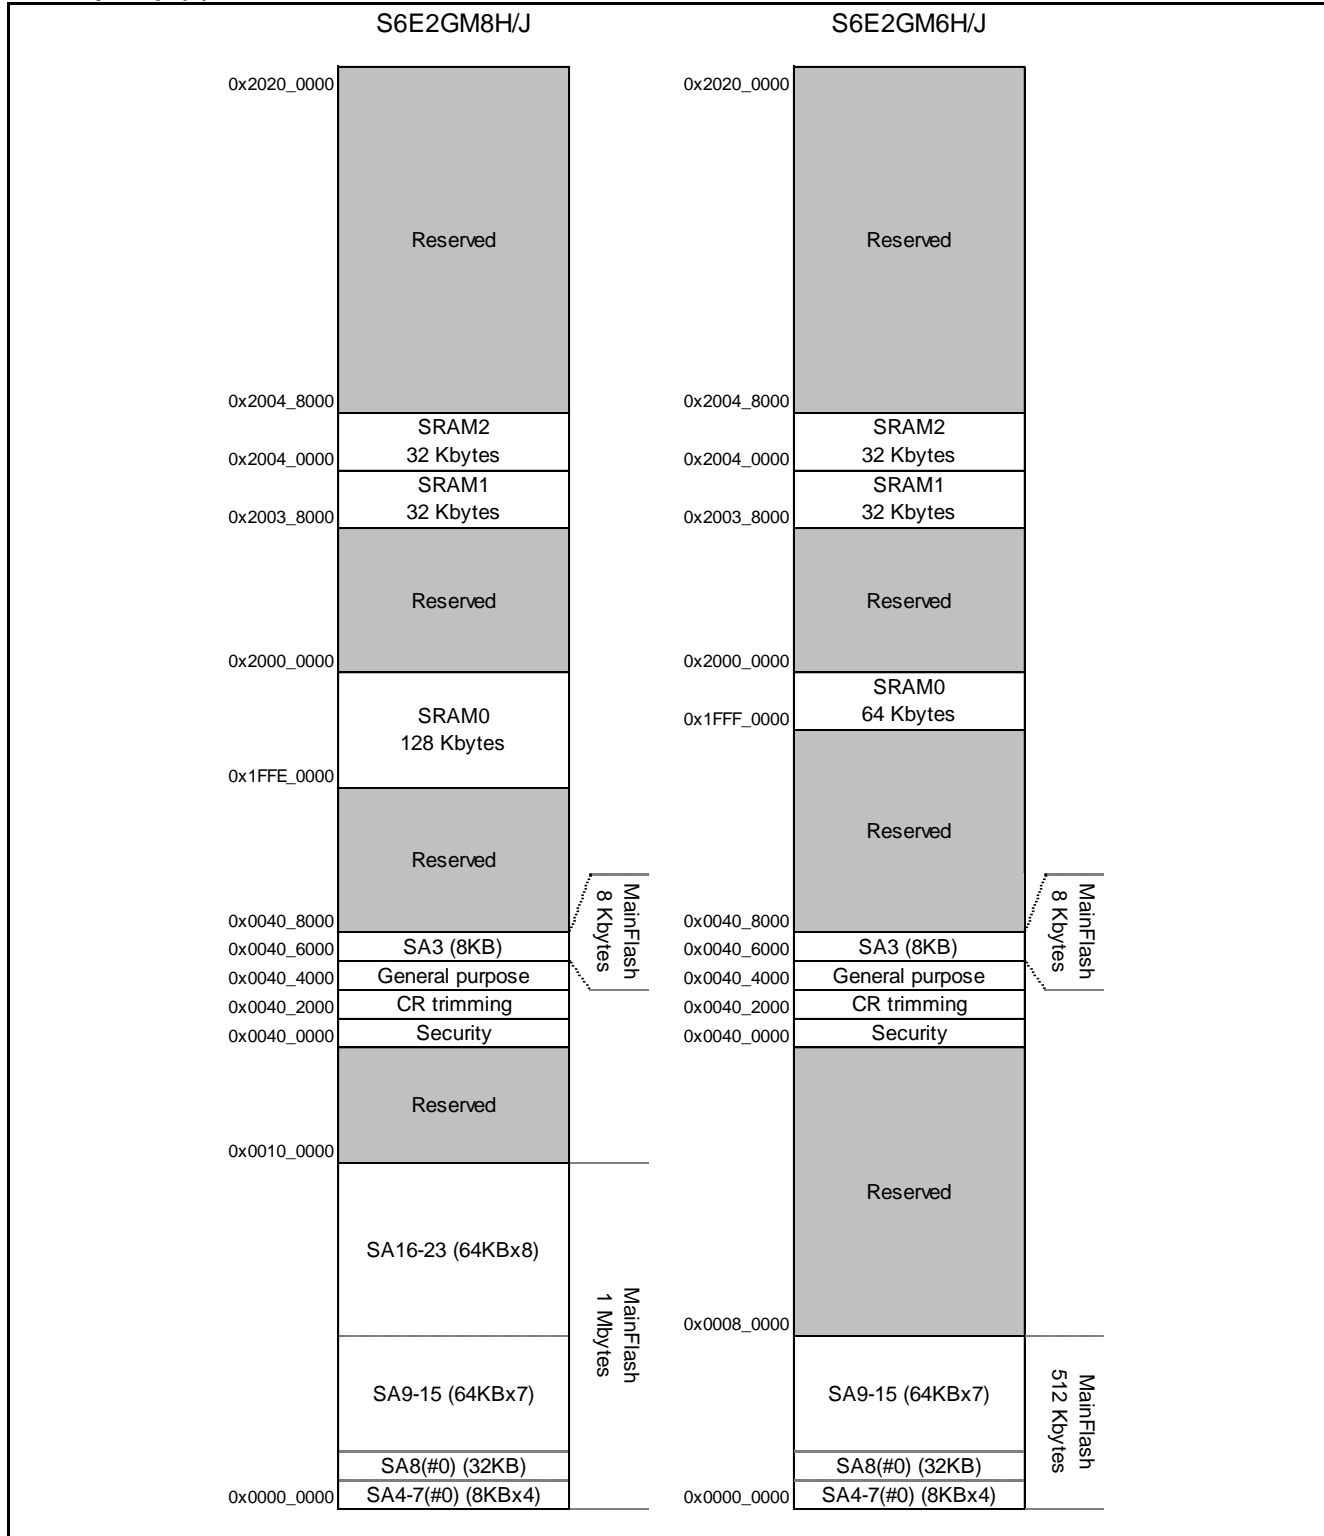 S6E2GM8H/J
0x2020_0000
Reserved
0x2004_8000
SRAM2
32 Kbytes
0x2004_0000
SRAM1
32 Kbytes
0x2003_8000
Reserved
0x2000_0000
SRAM0
128 Kbytes
0x1FFE_0000
Reserved
0x0040_8000
SA3 (8KB)
0x0040_6000
General purpose
0x0040_4000
CR trimming
0x0040_2000
Security
0x0040_0000
MainFlash
8 Kbytes
Reserved
0x0010_0000
SA16-23 (64KBx8)
SA9-15 (64KBx7)
SA8(#0) (32KB)
SA4-7(#0) (8KBx4)
0x0000_0000
MainFlash
1 Mbytes
S6E2GM6H/J
0x2020_0000
Reserved
0x2004_8000
SRAM2
32 Kbytes
0x2004_0000
SRAM1
32 Kbytes
0x2003_8000
Reserved
0x2000_0000
SRAM0
64 Kbytes
0x1FFF_0000
Reserved
0x0040_8000
SA3 (8KB)
0x0040_6000
General purpose
0x0040_4000
CR trimming
0x0040_2000
Security
0x0040_0000
MainFlash
8 Kbytes
Reserved
0x0008_0000
SA9-15 (64KBx7)
SA8(#0) (32KB)
SA4-7(#0) (8KBx4)
0x0000_0000
MainFlash
512 Kbytes